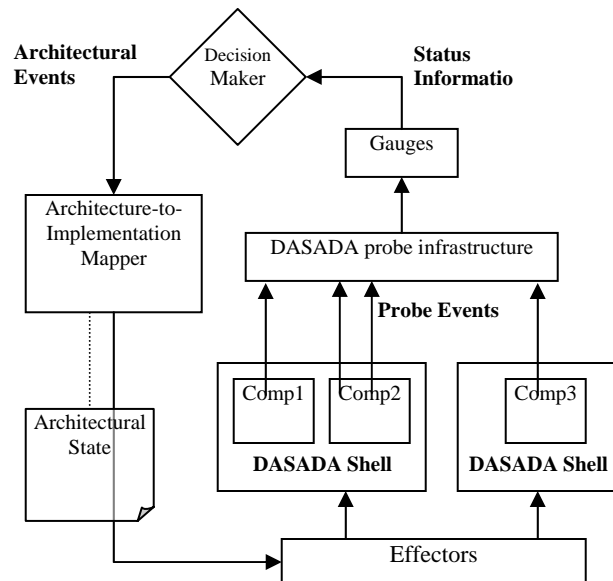 Architectural
Events
Decision
Maker
Status
Informatio
Gauges
Architecture-to-
Implementation
Mapper
DASADA probe infrastructure
Probe Events
Comp1
Comp2
Comp3
Architectural
State
DASADA Shell
DASADA Shell
Effectors